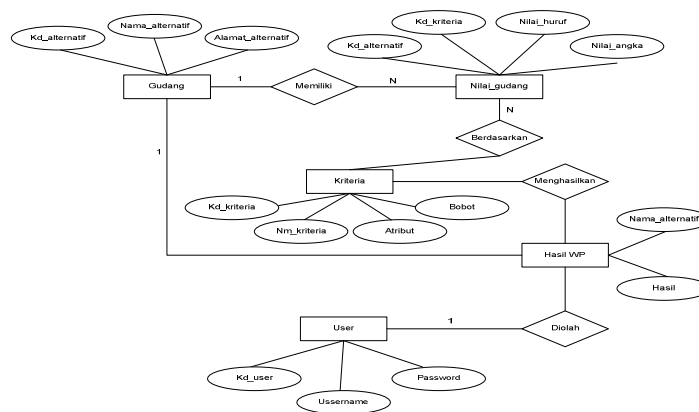 Kd_kriteria
Nilai_huruf
Nama_alternatif
Kd_alternatif
Alamat_alternatif
Kd_alternatif
Nilai_angka
Gudang
1
Memiliki
N
Nilai_gudang
N
Berdasarkan
1
Kriteria
Menghasilkan
Kd_kriteria
Bobot
Nm_kriteria
Atribut
Nama_alternatif
Hasil WP
Hasil
User
1
Diolah
Kd_user
Password
Ussername